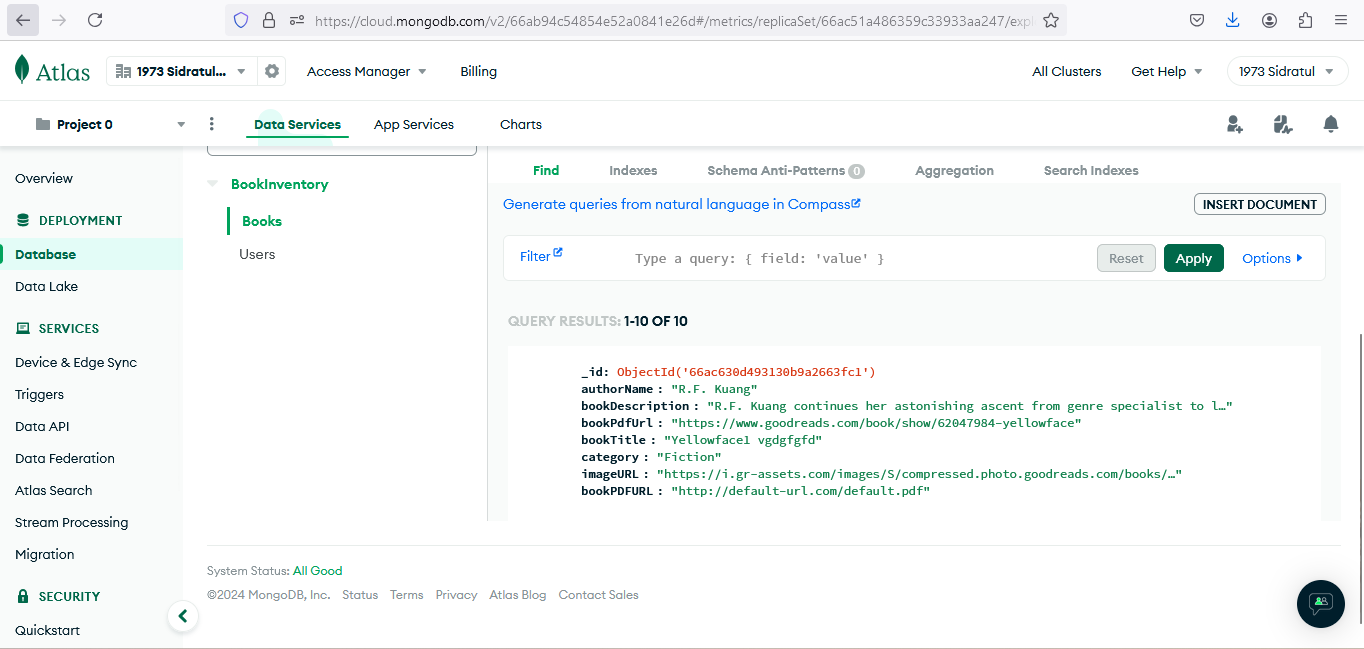 https://cloud.mongodb.com/v2/66ab94c54854e52a0841e26d#/metrics/replicaSet/66ac51a486359c33933aa247/expl
Atlas
1973 Sidratul...
Access Manager
Billing
All Clusters
Get Help
1973 Sidratul
Project 0
Data Services
App Services
Charts
Overview
DEPLOYMENT
Database
Data Lake
SERVICES
Device & Edge Sync
Triggers
Data API
Data Federation
Atlas Search
Stream Processing
Migration
SECURITY
Quickstart
BookInventory
Books
Users
Find
Indexes
Schema Anti-Patterns 0
Aggregation
Search Indexes
Generate queries from natural language in Compass
INSERT DOCUMENT
Filter
Type a query: { field: 'value' }
Reset
Apply
Options
QUERY RESULTS: 1-10 OF 10
_id: ObjectId('66ac630d493130b9a2663fc1')
authorName : "R.F. Kuang"
bookDescription : "R.F. Kuang continues her astonishing ascent from genre specialist to l…"
bookPdfUrl : "https://www.goodreads.com/book/show/62047984-yellowface"
bookTitle : "Yellowface1 vgdgfgfd"
category : "Fiction"
imageURL : "https://i.gr-assets.com/images/S/compressed.photo.goodreads.com/books/…"
bookPDFURL : "http://default-url.com/default.pdf"
System Status: All Good
©2024 MongoDB, Inc. Status Terms Privacy Atlas Blog Contact Sales